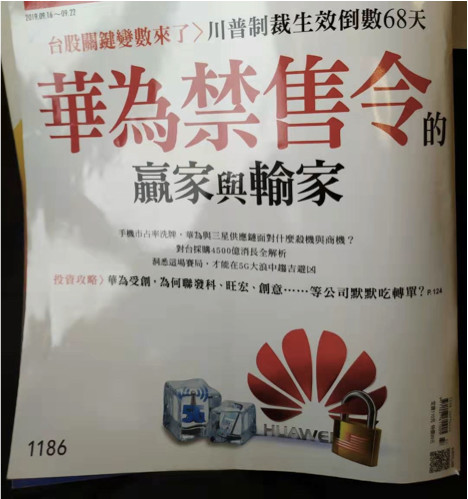 台股關鍵變數來了〉川普制裁生效倒數68天
華為禁售令的
贏家與輸家
手機市占率洗牌,華為與三星供應鏈面對什麼殺機與商機?
對台採購4500億消長全解析
洞悉這場賽局,才能在5G大浪中趨吉避凶
投資攻略〉華為受創,為何聯發科、旺宏、創意……等公司默默吃轉單?P.124
HUAWEI
1186